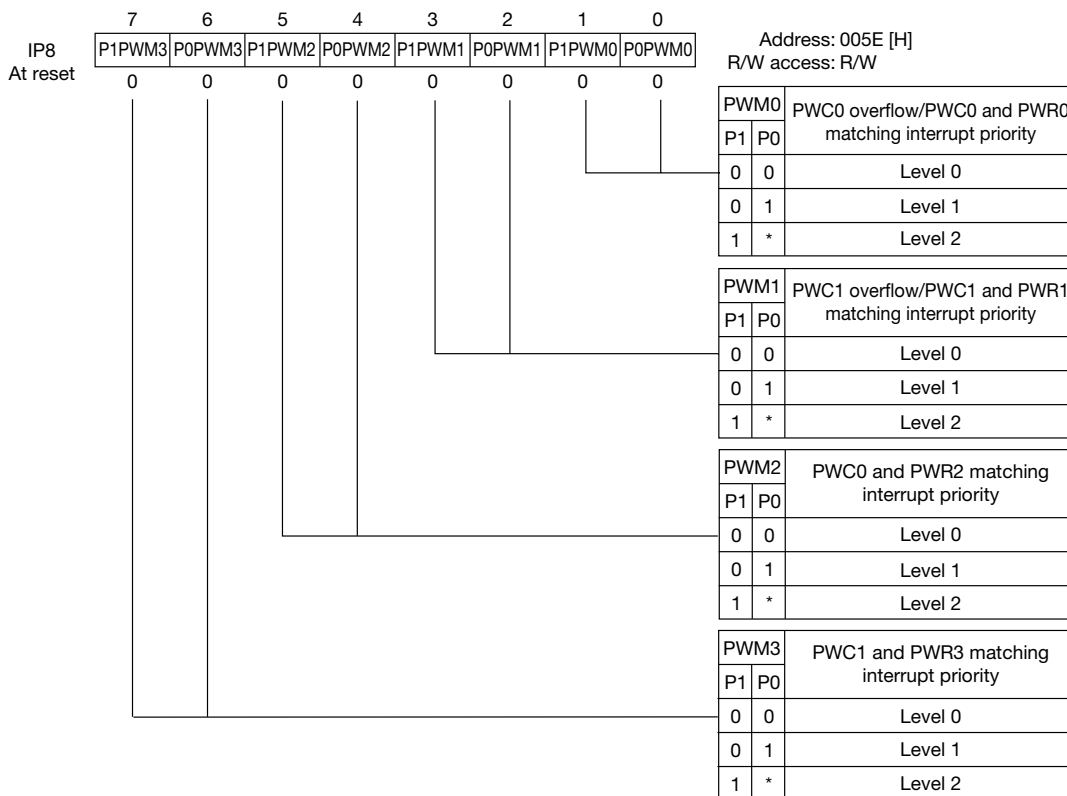 7 6 5 4 3 2 1 0
IP8 P1PWM3 P0PWM3 P1PWM2 P0PWM2 P1PWM1 P0PWM1 P1PWM0 P0PWM0
At reset 0 0 0 0 0 0 0 0
Address: 005E [H]
R/W access: R/W
PWM0 PWC0 overflow/PWC0 and PWR0
matching interrupt priority
P1 P0
0 0 Level 0
0 1 Level 1
1 * Level 2
PWM1 PWC1 overflow/PWC1 and PWR1
matching interrupt priority
P1 P0
0 0 Level 0
0 1 Level 1
1 * Level 2
PWM2 PWC0 and PWR2 matching
interrupt priority
P1 P0
0 0 Level 0
0 1 Level 1
1 * Level 2
PWM3 PWC1 and PWR3 matching
interrupt priority
P1 P0
0 0 Level 0
0 1 Level 1
1 * Level 2